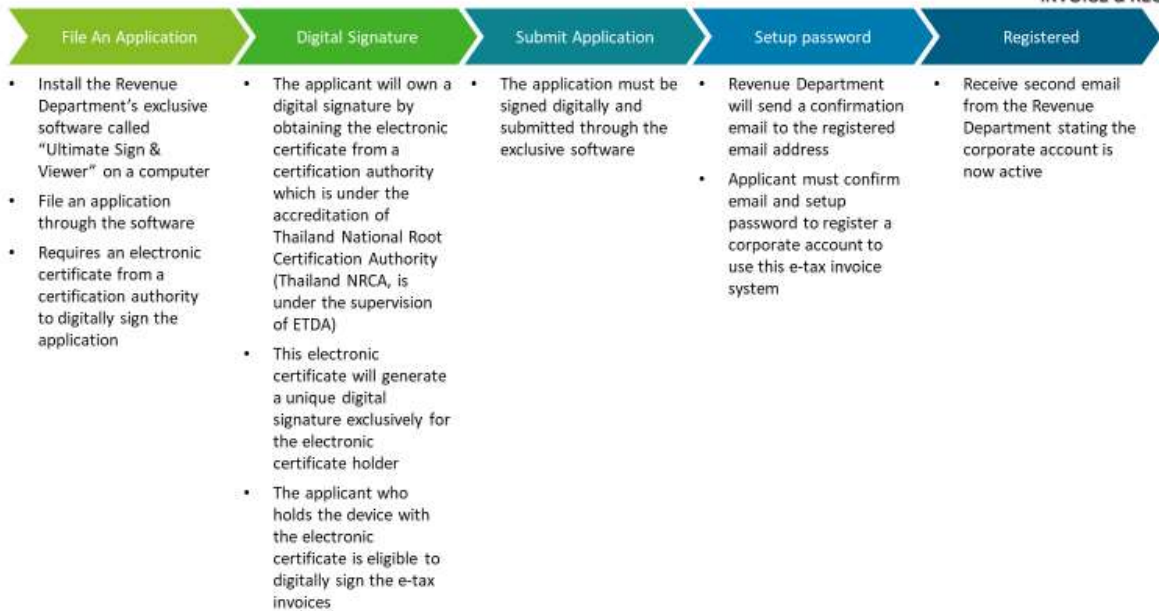 File An Application
Digital Signature
Submit Application
Setup password
Registered
• Install the Revenue
Department's exclusive
software called
"Ultimate Sign &
Viewer" on a computer
• File an application
through the software
• Requires an electronic
certificate from a
certification authority
to digitally sign the
application
• The applicant will own a
digital signature by
obtaining the electronic
certificate from a
certification authority
which is under the
accreditation of
Thailand National Root
Certification Authority
(Thailand NRCA, is
under the supervision
of ETDA)
• This electronic
certificate will generate
a unique digital
signature exclusively for
the electronic
certificate holder
• The applicant who
holds the device with
the electronic
certificate is eligible to
digitally sign the e-tax
invoices
• The application must be
signed digitally and
submitted through the
exclusive software
• Revenue Department
will send a confirmation
email to the registered
email address
• Applicant must confirm
email and setup
password to register a
corporate account to
use this e-tax invoice
system
• Receive second email
from the Revenue
Department stating the
corporate account is
now active